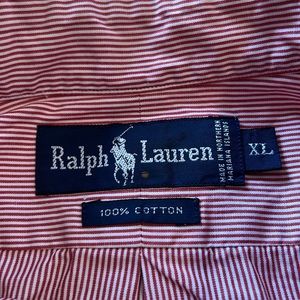 Ralph Lauren
MADE IN NORTHERN
MARIANA ISLANDS
XL
100% COTTON